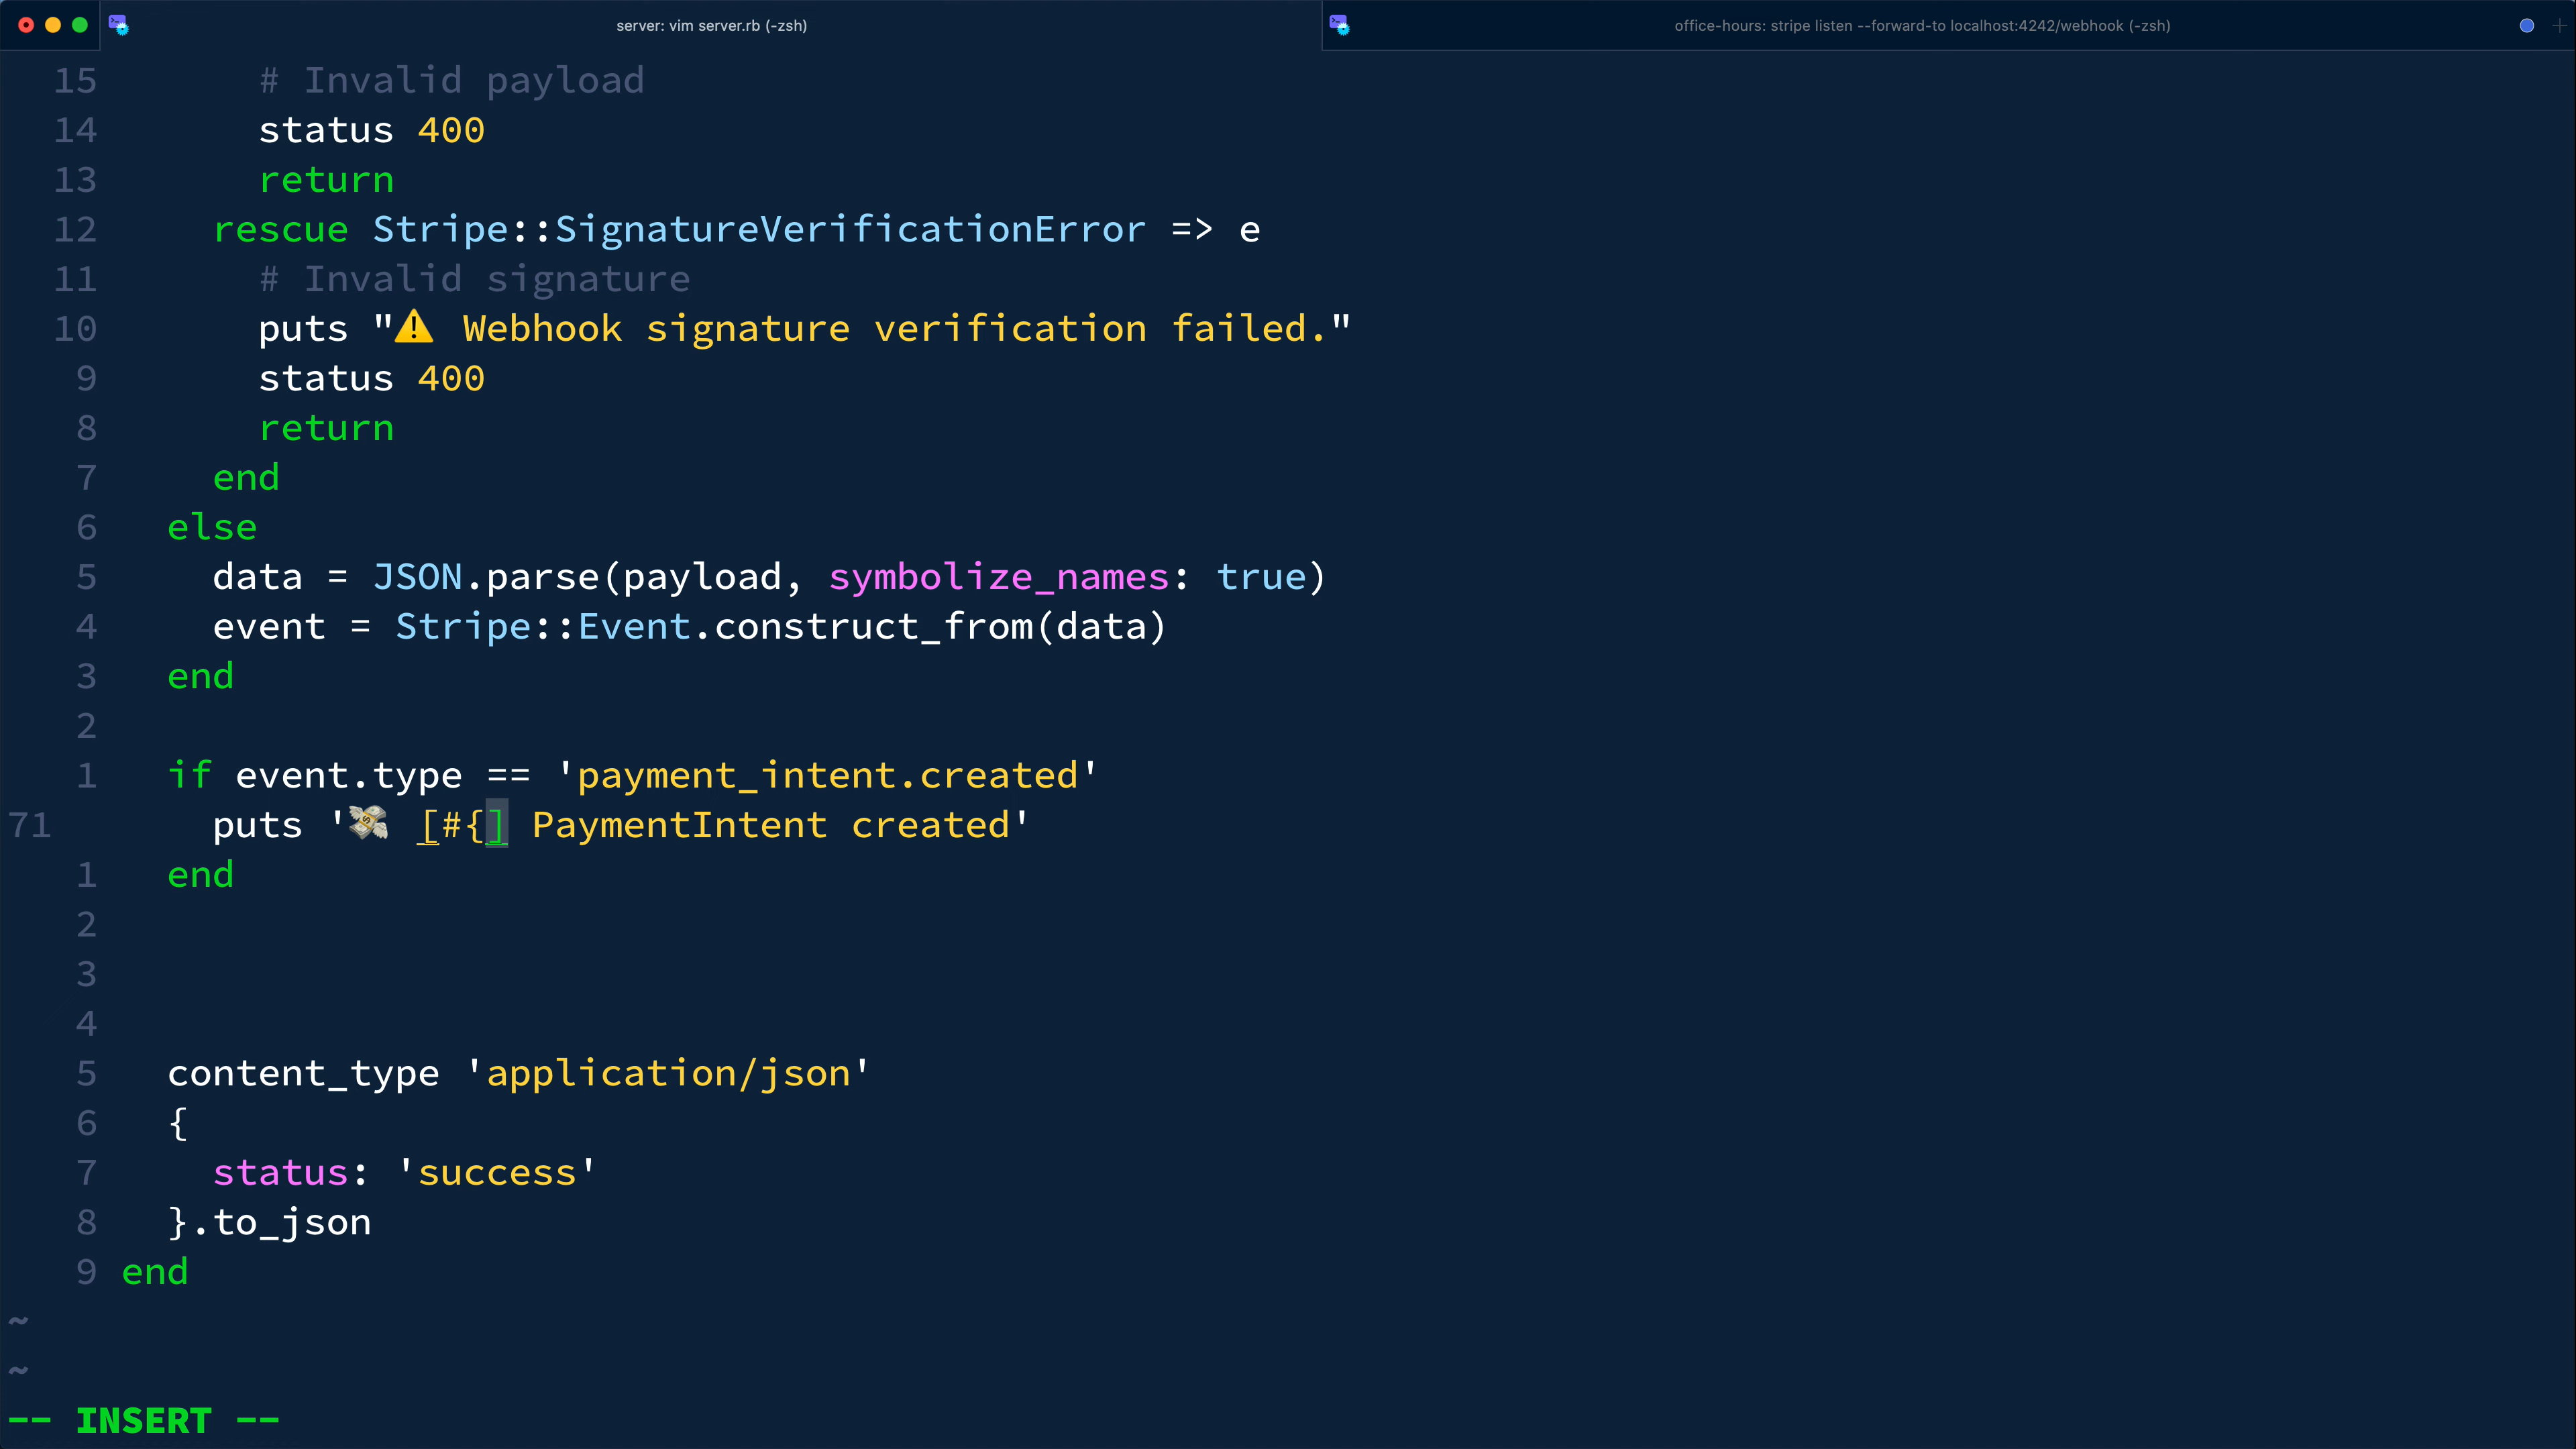 server: vim server.rb (-zsh)
office-hours: stripe listen --forward-to localhost:4242/webhook (-zsh)
15       # Invalid payload
14       status 400
13       return
12     rescue Stripe::SignatureVerificationError => e
11       # Invalid signature
10       puts "⚠️ Webhook signature verification failed."
9       status 400
8       return
7     end
6   else
5     data = JSON.parse(payload, symbolize_names: true)
4     event = Stripe::Event.construct_from(data)
3   end
2
1   if event.type == 'payment_intent.created'
71     puts '💸 [#{] PaymentIntent created'
1   end
2
3
4
5   content_type 'application/json'
6   {
7     status: 'success'
8   }.to_json
9 end
~
~
-- INSERT --